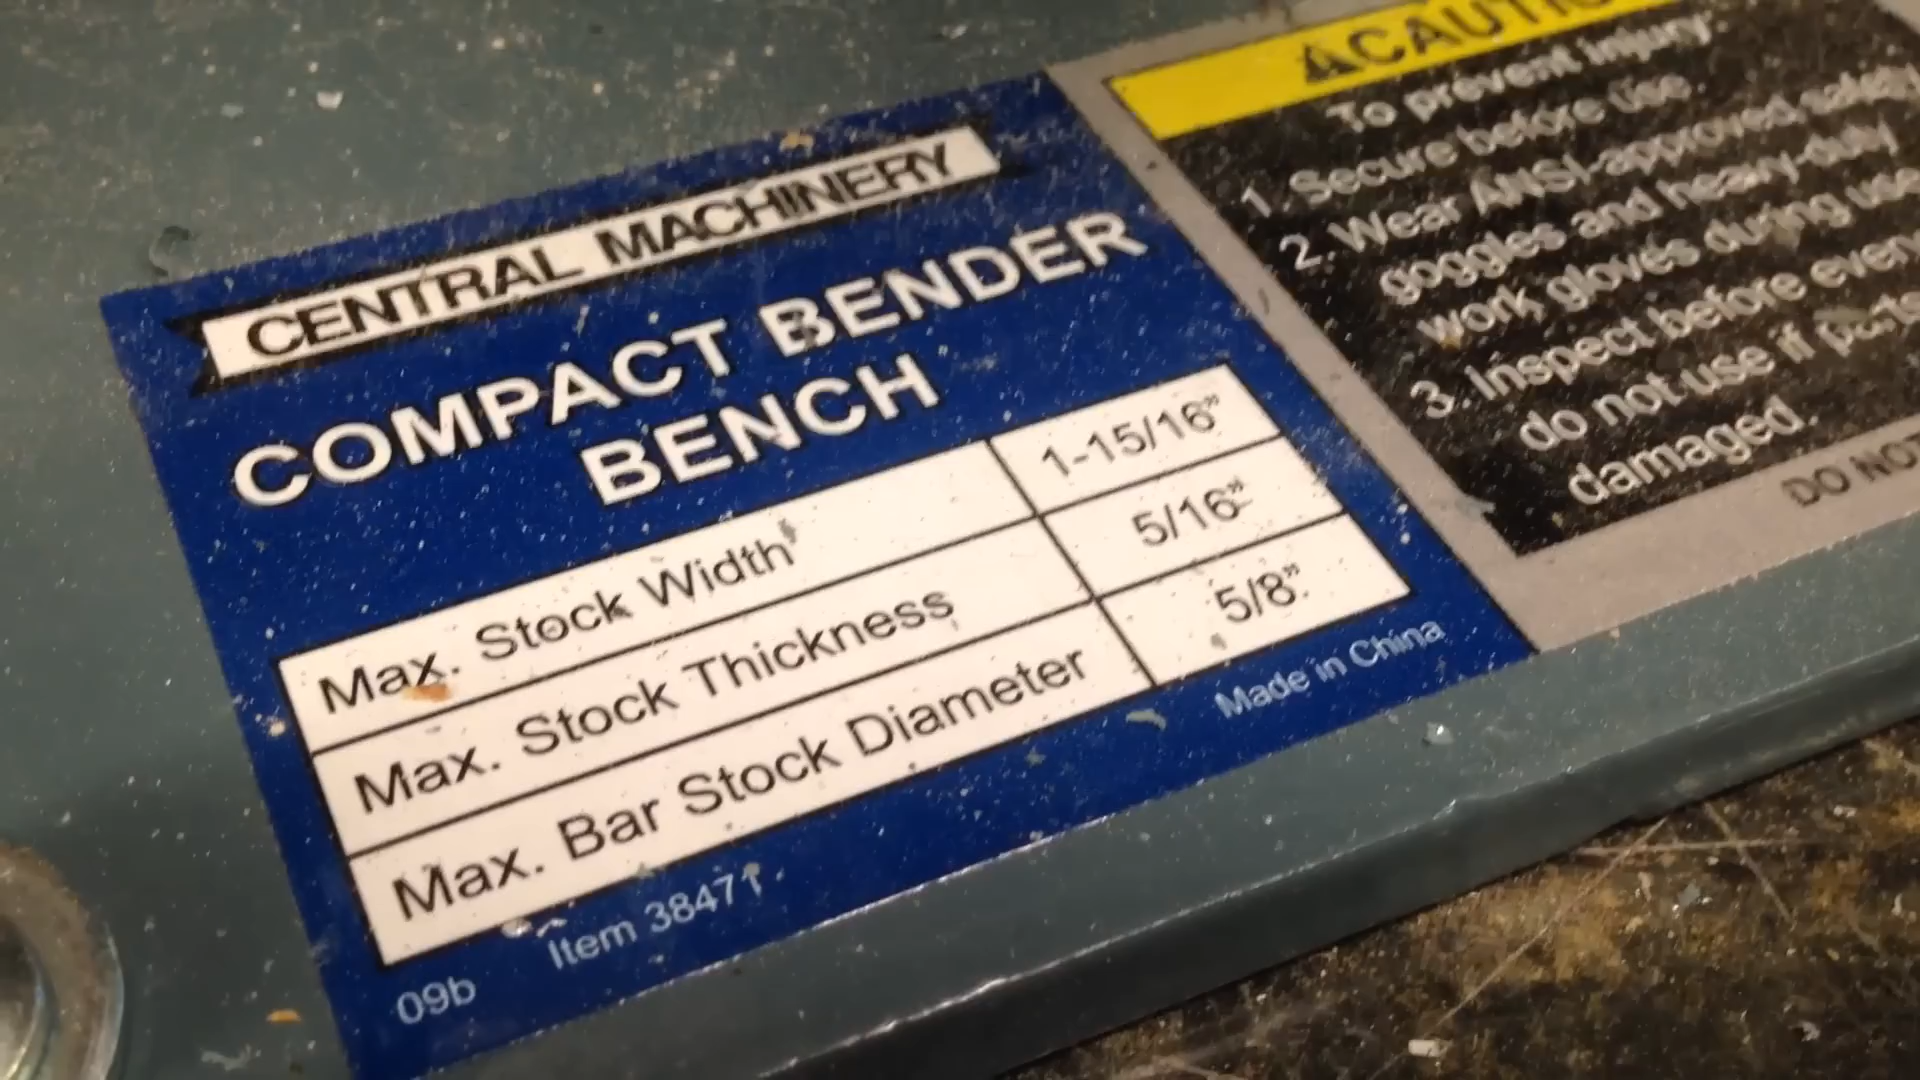 CENTRAL MACHINERY
COMPACT BENDER
BENCH
Max. Stock Width 1-15/16"
Max. Stock Thickness 5/16"
Max. Bar Stock Diameter 5/8"
Made in China
Item 38471
09b
To prevent injury:
1. Secure before use.
2. Wear ANSI-approved safety
goggles and heavy-duty
work gloves during use
3. Inspect before every
do not use if parts
damaged.
DO NOT